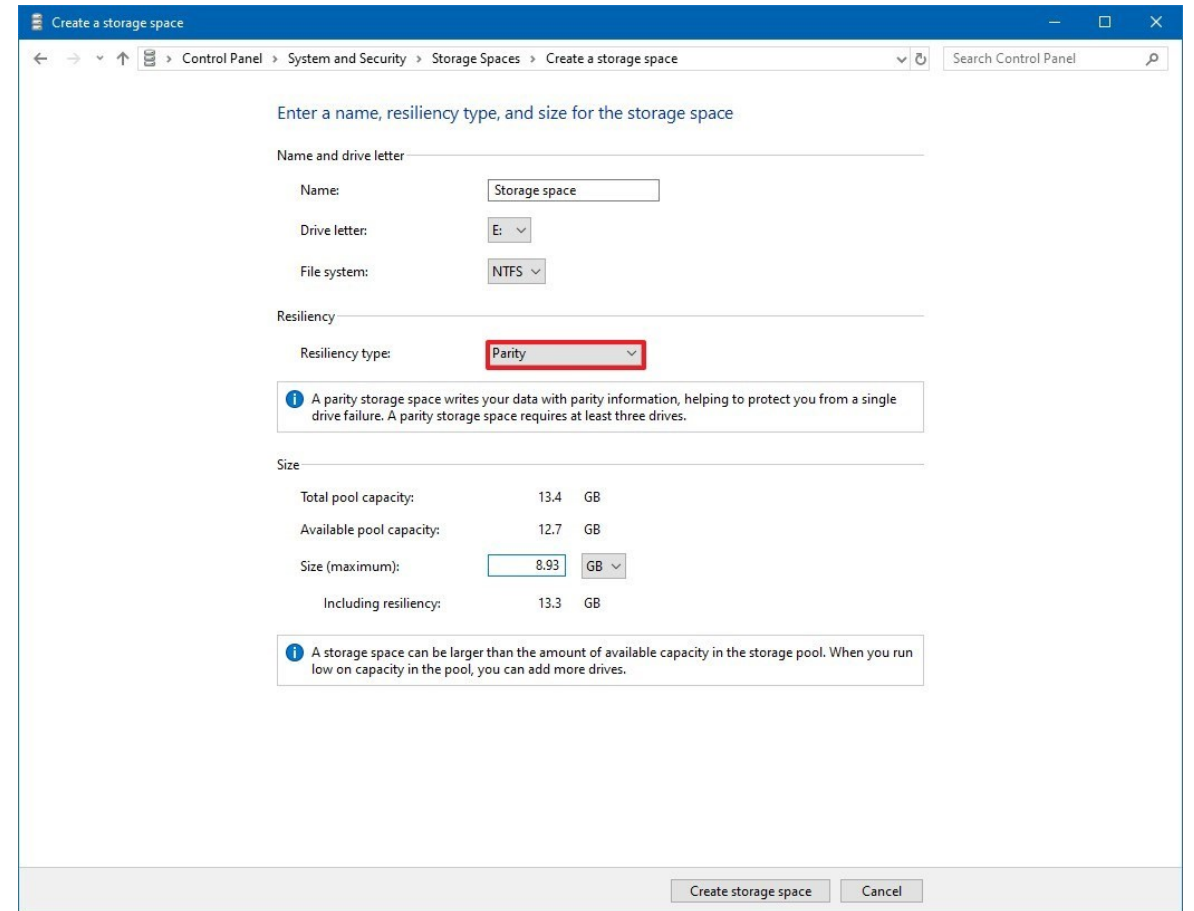 Create a storage space
Control Panel > System and Security > Storage Spaces > Create a storage space
Search Control Panel
Enter a name, resiliency type, and size for the storage space
Name and drive letter
Name: Storage space
Drive letter: E:
File system: NTFS
Resiliency
Resiliency type: Parity
A parity storage space writes your data with parity information, helping to protect you from a single
drive failure. A parity storage space requires at least three drives.
Size
Total pool capacity: 13.4 GB
Available pool capacity: 12.7 GB
Size (maximum): 8.93 GB
Including resiliency: 13.3 GB
A storage space can be larger than the amount of available capacity in the storage pool. When you run
low on capacity in the pool, you can add more drives.
Create storage space Cancel